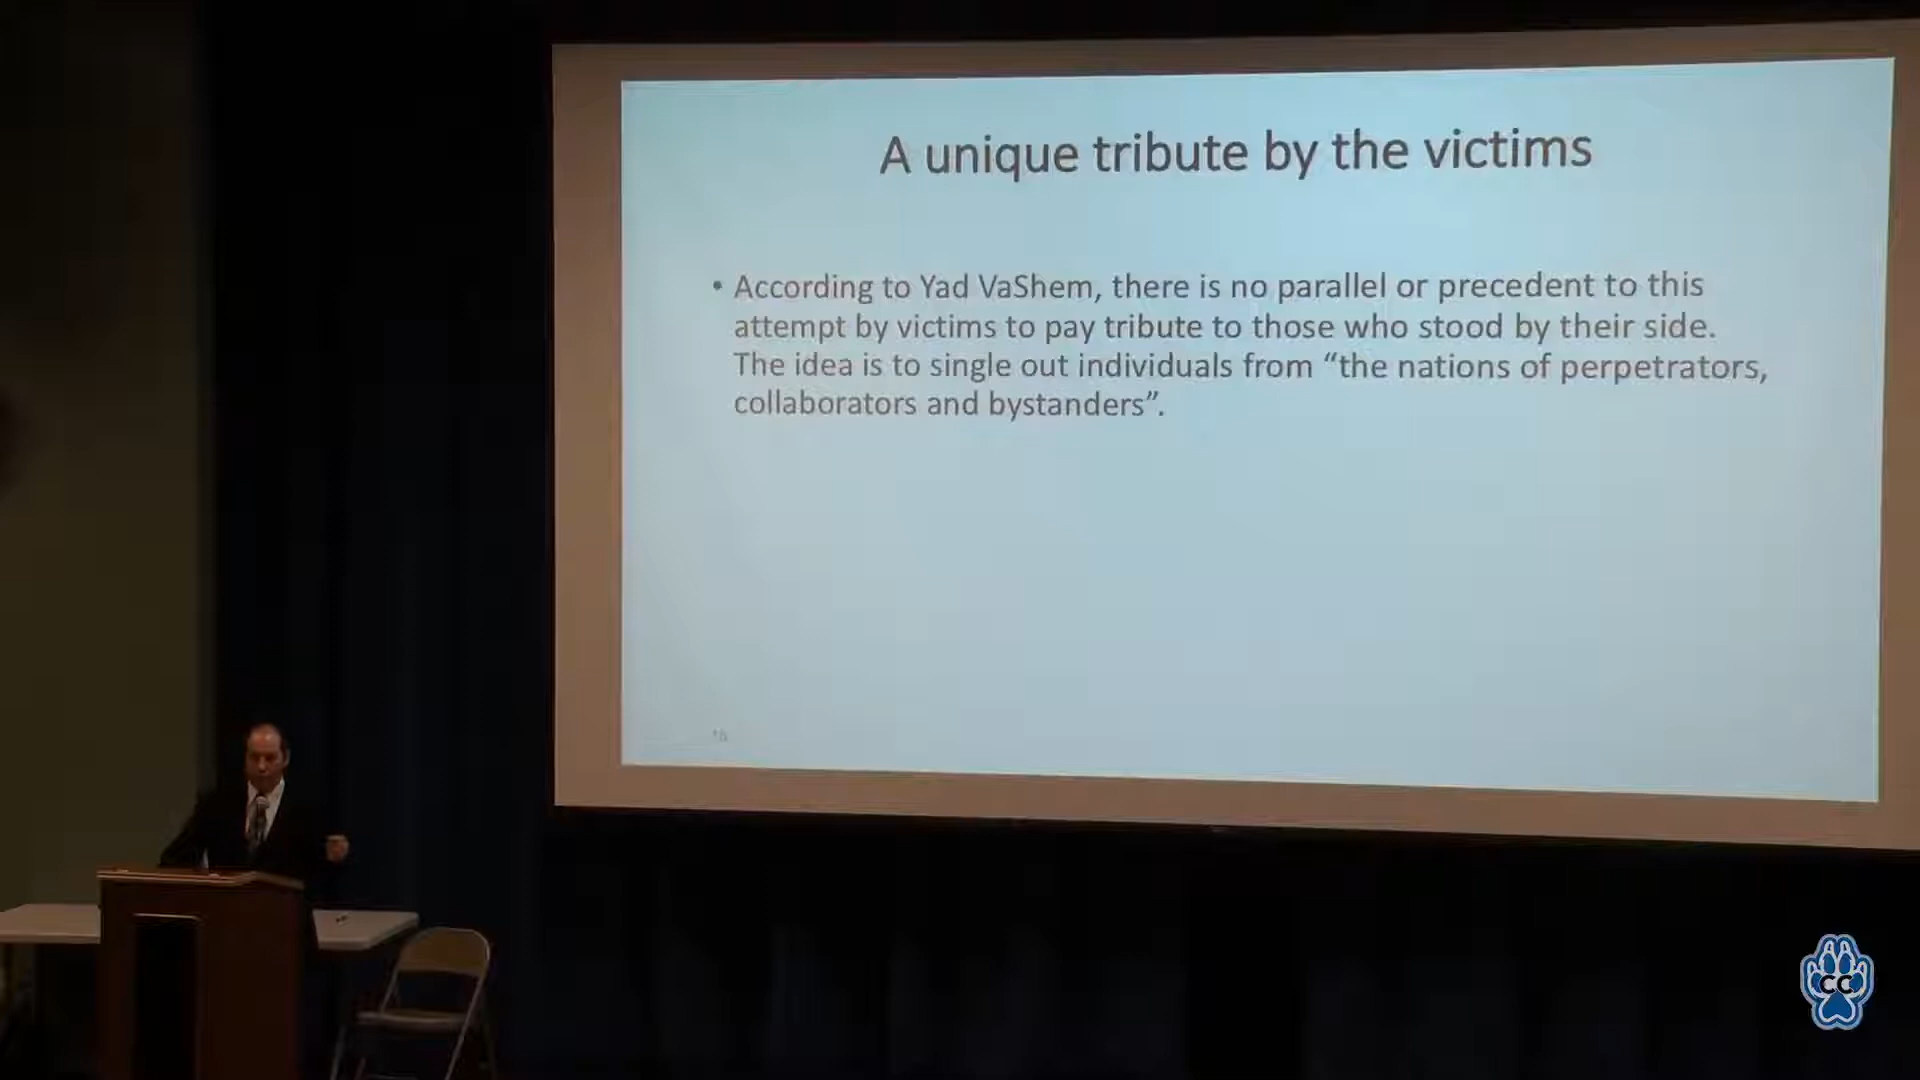 A unique tribute by the victims
• According to Yad VaShem, there is no parallel or precedent to this
attempt by victims to pay tribute to those who stood by their side.
The idea is to single out individuals from “the nations of perpetrators,
collaborators and bystanders”.
CC